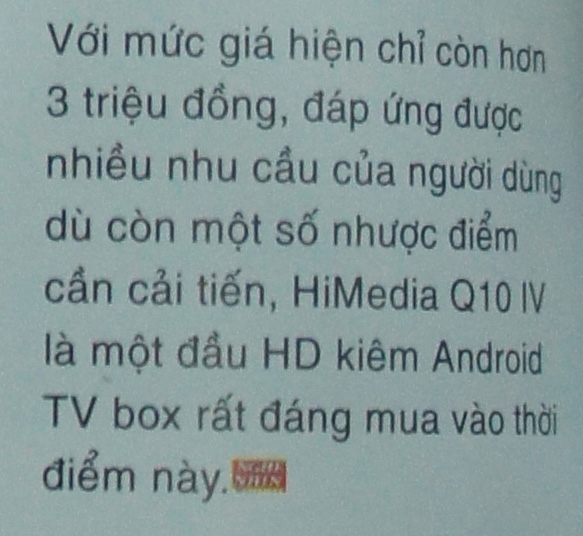 Với mức giá hiện chỉ còn hơn
3 triệu đồng, đáp ứng được
nhiều nhu cầu của người dùng
dù còn một số nhược điểm
cần cải tiến, HiMedia Q10 IV
là một đầu HD kiêm Android
TV box rất đáng mua vào thời
điểm này. NGHE NHÌN